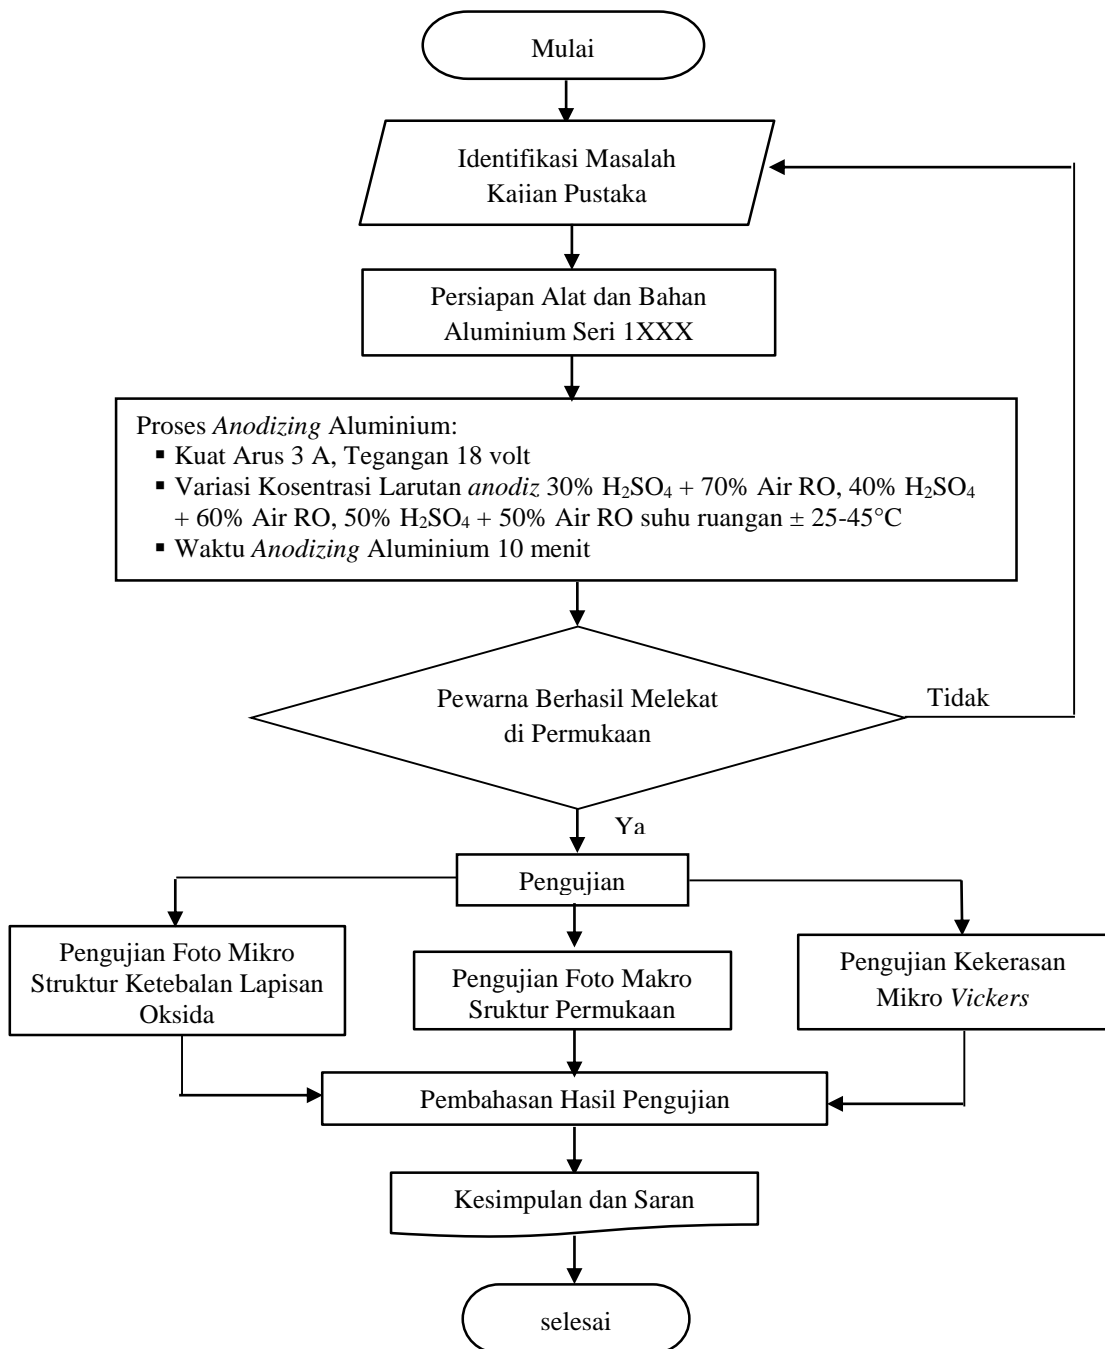 Mulai
Identifikasi Masalah
Kajian Pustaka
Persiapan Alat dan Bahan
Aluminium Seri 1XXX
Proses Anodizing Aluminium:
▪ Kuat Arus 3 A, Tegangan 18 volt
▪ Variasi Kosentrasi Larutan anodiz 30% H₂SO₄ + 70% Air RO, 40% H₂SO₄
+ 60% Air RO, 50% H₂SO₄ + 50% Air RO suhu ruangan ± 25-45°C
▪ Waktu Anodizing Aluminium 10 menit
Pewarna Berhasil Melekat
di Permukaan
Tidak
Ya
Pengujian
Pengujian Foto Mikro
Struktur Ketebalan Lapisan
Oksida
Pengujian Foto Makro
Sruktur Permukaan
Pengujian Kekerasan
Mikro Vickers
Pembahasan Hasil Pengujian
Kesimpulan dan Saran
selesai